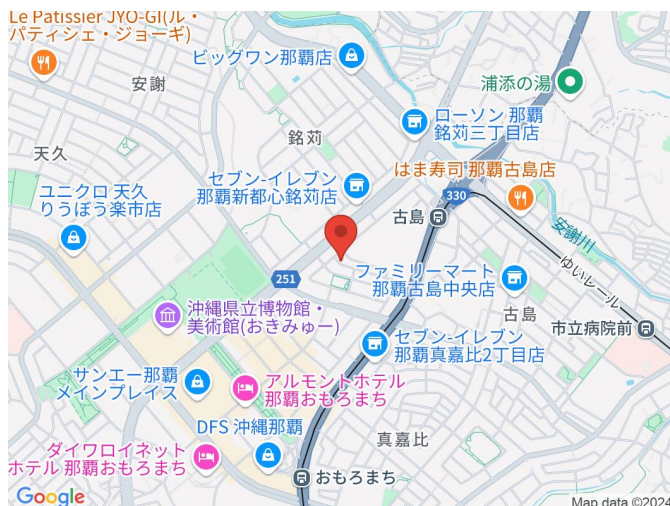 Le Patissier JYO-GI(ル・
パティシェ・ジョーギ)
ビッグワン那覇店
安謝
浦添の湯
銘苅
ローソン 那覇
銘苅三丁目店
天久
はま寿司 那覇古島店
セブン-イレブン
那覇新都心銘苅店
ユニクロ 天久
りうぼう楽市店
330
古島
安謝川
ゆいレール
251
ファミリーマート
那覇古島中央店
沖縄県立博物館・
美術館(おきみゅー)
古島
市立病院前
セブン-イレブン
那覇真嘉比2丁目店
サンエー那覇
メインプレイス
アルモントホテル
那覇おもろまち
DFS 沖縄那覇
真嘉比
ダイワロイネット
ホテル 那覇おもろまち
おもろまち
Google
Map data ©2024